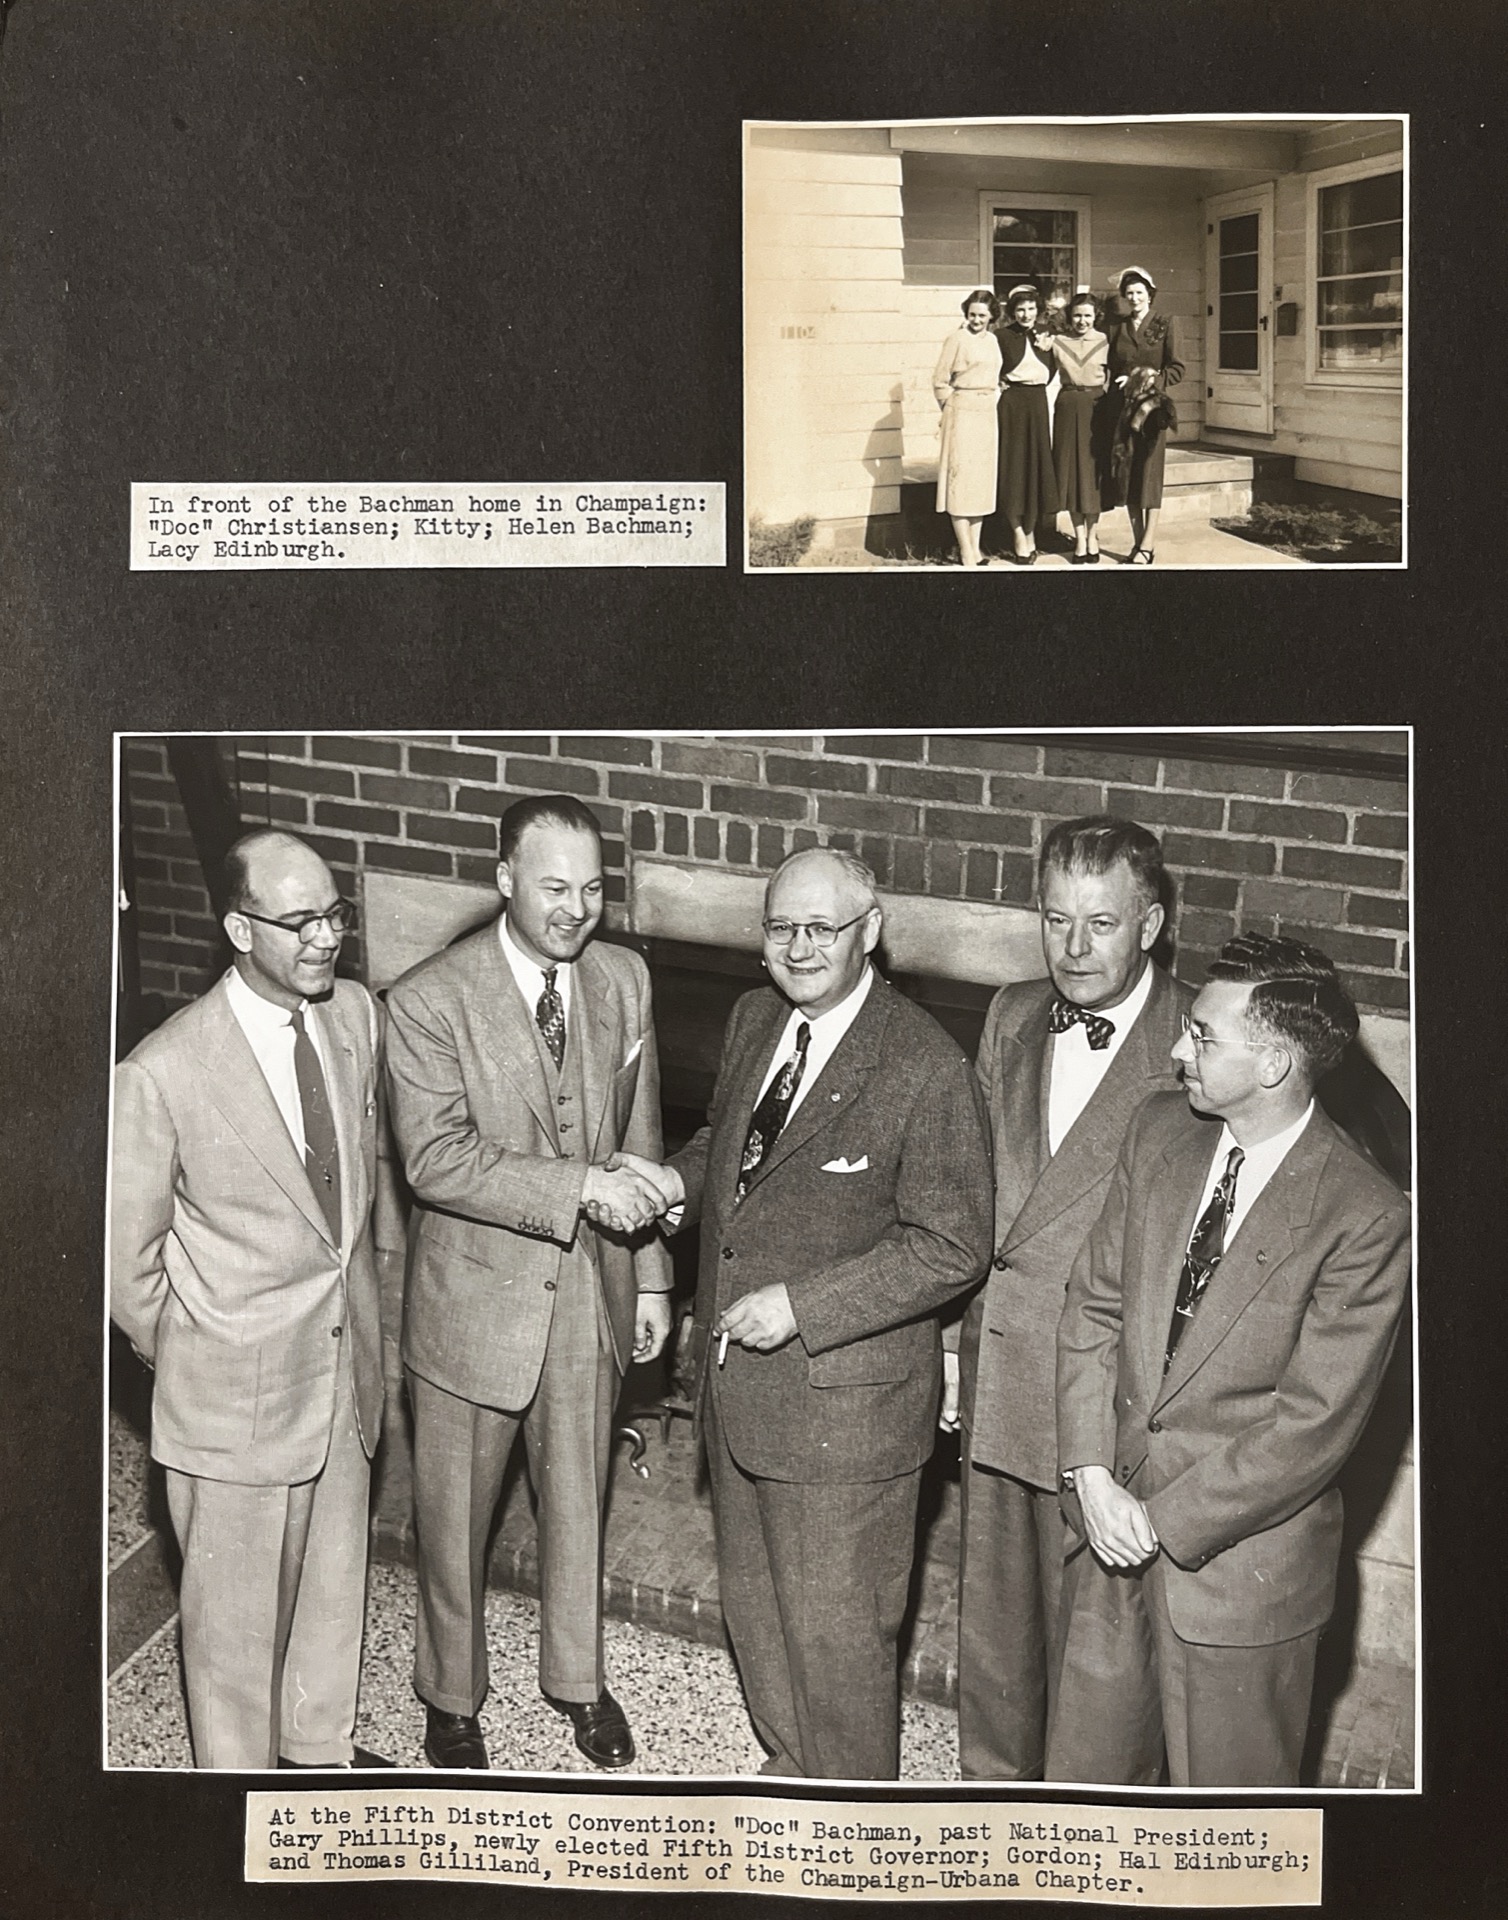 1104
In front of the Bachman home in Champaign:
"Doc" Christiansen; Kitty; Helen Bachman;
Lacy Edinburgh.
At the Fifth District Convention: "Doc" Bachman, past National President;
Gary Phillips, newly elected Fifth District Governor; Gordon; Hal Edinburgh;
and Thomas Gilliland, President of the Champaign-Urbana Chapter.